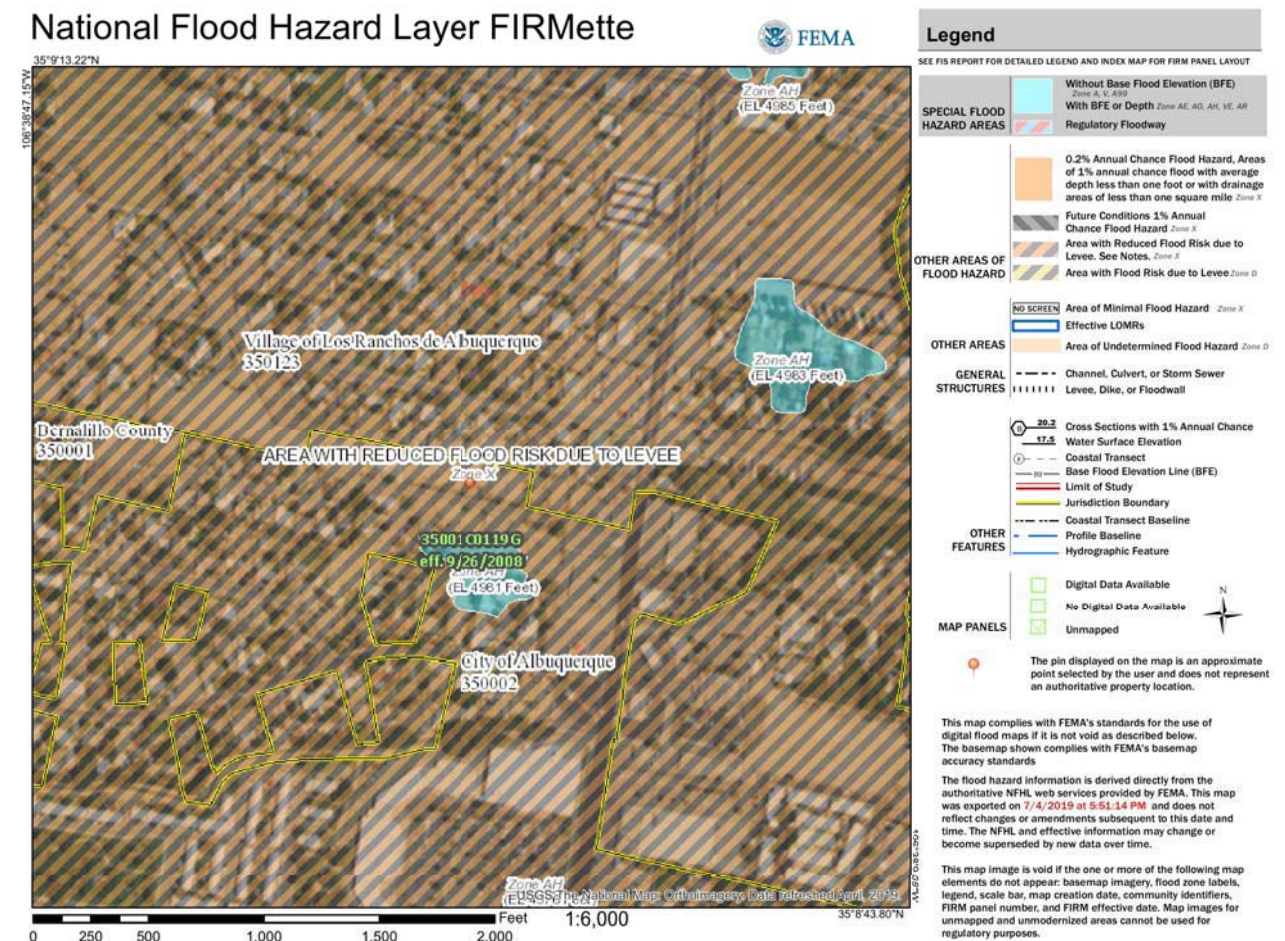 National Flood Hazard Layer FIRMette
FEMA
35°9'13.22"N
106°38'47.15"W
Zone AH
(EL 4985 Feet)
Village of Los Ranchos de Albuquerque
350123
Zone AH
(EL 4983 Feet)
Bernalillo County
350001
AREA WITH REDUCED FLOOD RISK DUE TO LEVEE
Zone X
35001C0119G
eff. 9/26/2008
Zone AH
(EL 4981 Feet)
City of Albuquerque
350002
Zone AH
USGS The National Map: Orthoimagery. Data refreshed April, 2019.
35°8'43.80"N
Feet
1:6,000
0
250
500
1,000
1,500
2,000
Legend
SEE FIS REPORT FOR DETAILED LEGEND AND INDEX MAP FOR FIRM PANEL LAYOUT
SPECIAL FLOOD
HAZARD AREAS
Without Base Flood Elevation (BFE)
Zone A, V, A99
With BFE or Depth Zone AE, AO, AH, VE, AR
Regulatory Floodway
OTHER AREAS OF
FLOOD HAZARD
0.2% Annual Chance Flood Hazard, Areas
of 1% annual chance flood with average
depth less than one foot or with drainage
areas of less than one square mile Zone X
Future Conditions 1% Annual
Chance Flood Hazard Zone X
Area with Reduced Flood Risk due to
Levee. See Notes. Zone X
Area with Flood Risk due to Levee Zone D
OTHER AREAS
NO SCREEN Area of Minimal Flood Hazard Zone X
Effective LOMRs
Area of Undetermined Flood Hazard Zone D
GENERAL
STRUCTURES
Channel, Culvert, or Storm Sewer
Levee, Dike, or Floodwall
OTHER
FEATURES
B 20.2 Cross Sections with 1% Annual Chance
17.5 Water Surface Elevation
8 Coastal Transect
513 Base Flood Elevation Line (BFE)
Limit of Study
Jurisdiction Boundary
Coastal Transect Baseline
Profile Baseline
Hydrographic Feature
MAP PANELS
Digital Data Available
No Digital Data Available
Unmapped
N
The pin displayed on the map is an approximate
point selected by the user and does not represent
an authoritative property location.
This map complies with FEMA's standards for the use of
digital flood maps if it is not void as described below.
The basemap shown complies with FEMA's basemap
accuracy standards
The flood hazard information is derived directly from the
authoritative NFHL web services provided by FEMA. This map
was exported on 7/4/2019 at 5:51:14 PM and does not
reflect changes or amendments subsequent to this date and
time. The NFHL and effective information may change or
become superseded by new data over time.
This map image is void if the one or more of the following map
elements do not appear: basemap imagery, flood zone labels,
legend, scale bar, map creation date, community identifiers,
FIRM panel number, and FIRM effective date. Map images for
unmapped and unmodernized areas cannot be used for
regulatory purposes.